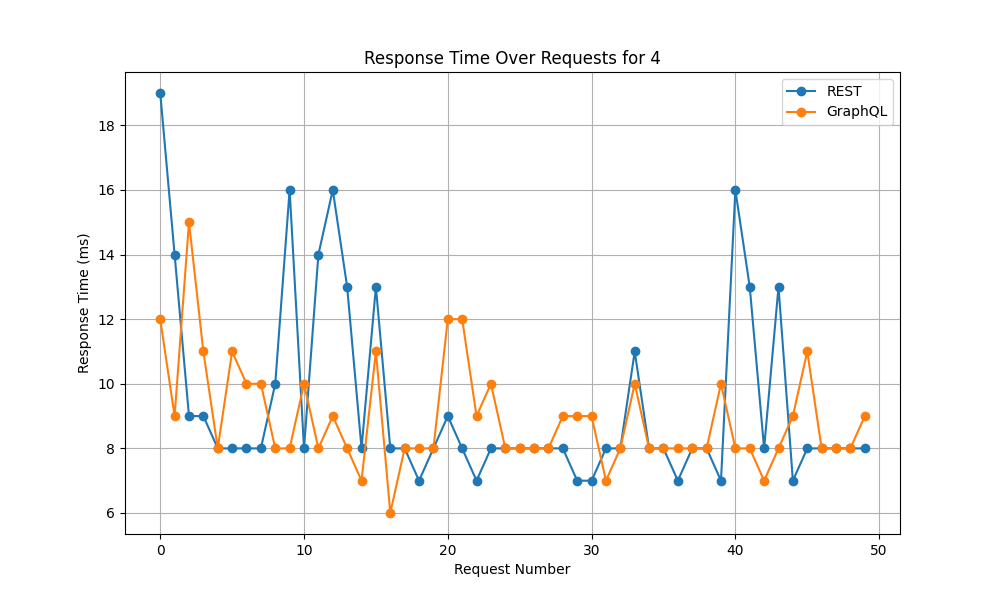 Response Time Over Requests for 4
REST
GraphQL
Response Time (ms)
18
16
14
12
10
8
6
0 10 20 30 40 50
Request Number